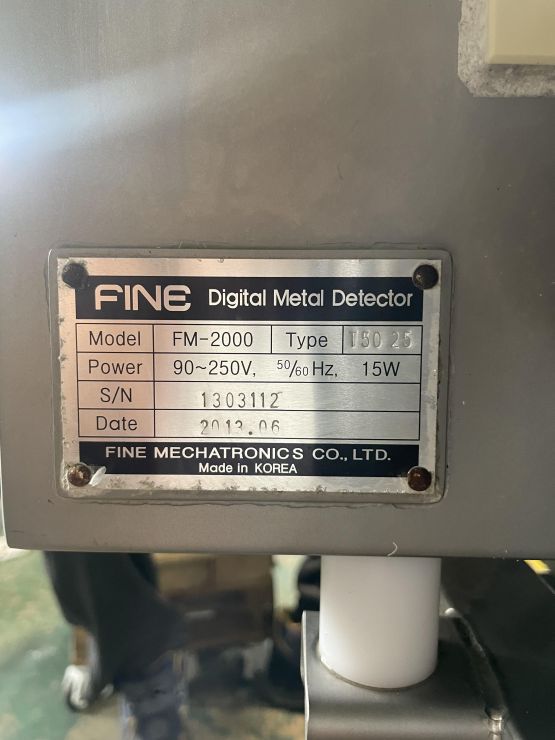 FINE Digital Metal Detector
Model FM-2000 Type T50 25
Power 90~250V, 50/60 Hz, 15W
S/N 1303112
Date 2013.06
FINE MECHATRONICS CO., LTD.
Made in KOREA